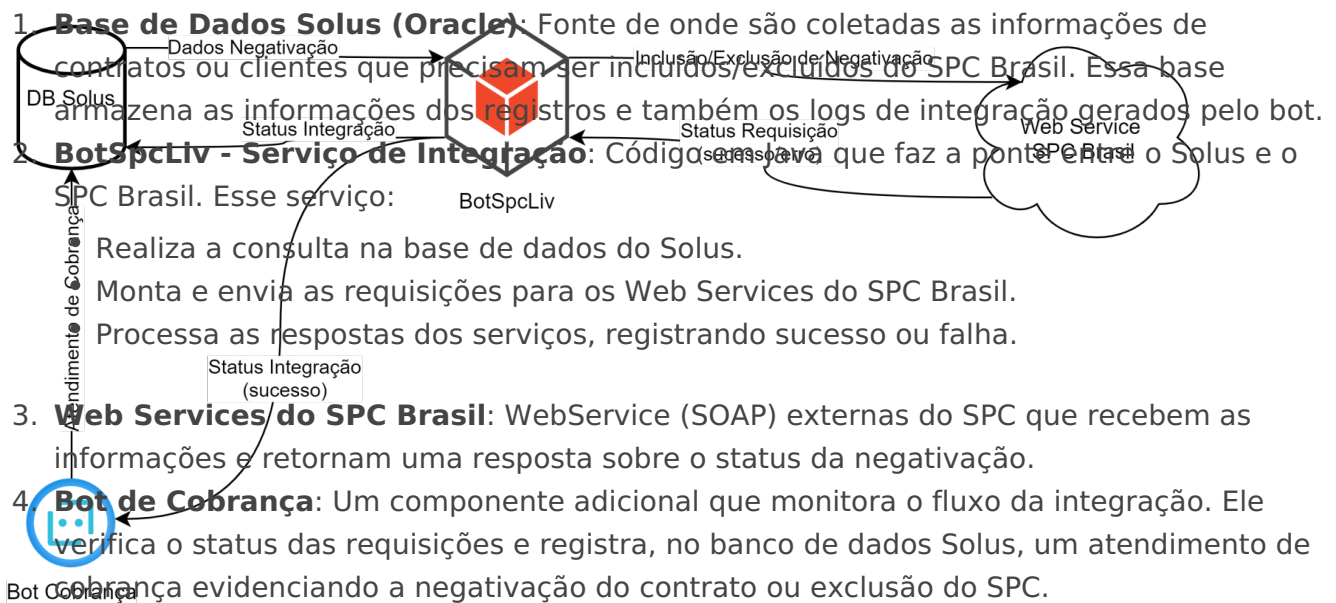 1. Base de Dados Solus (Oracle): Fonte de onde são coletadas as informações de
contratos ou clientes que precisam ser incluídos/excluídos do SPC Brasil. Essa base
armazena as informações dos registros e também os logs de integração gerados pelo bot.
2. BotSpcLiv - Serviço de Integração: Código em Java que faz a ponte entre o Solus e o
SPC Brasil. Esse serviço:
Realiza a consulta na base de dados do Solus.
Monta e envia as requisições para os Web Services do SPC Brasil.
Processa as respostas dos serviços, registrando sucesso ou falha.
3. Web Services do SPC Brasil: WebService (SOAP) externas do SPC que recebem as
informações e retornam uma resposta sobre o status da negativação.
4. Bot de Cobrança: Um componente adicional que monitora o fluxo da integração. Ele
verifica o status das requisições e registra, no banco de dados Solus, um atendimento de
cobrança evidenciando a negativação do contrato ou exclusão do SPC.
Dados Negativação
Inclusão/Exclusão de Negativação
DB Solus
Status Integração
Status Requisição
(sucesso/erro)
Web Service
SPC Brasil
BotSpcLiv
Atendimento de Cobrança
Status Integração
(sucesso)
Bot Cobrança